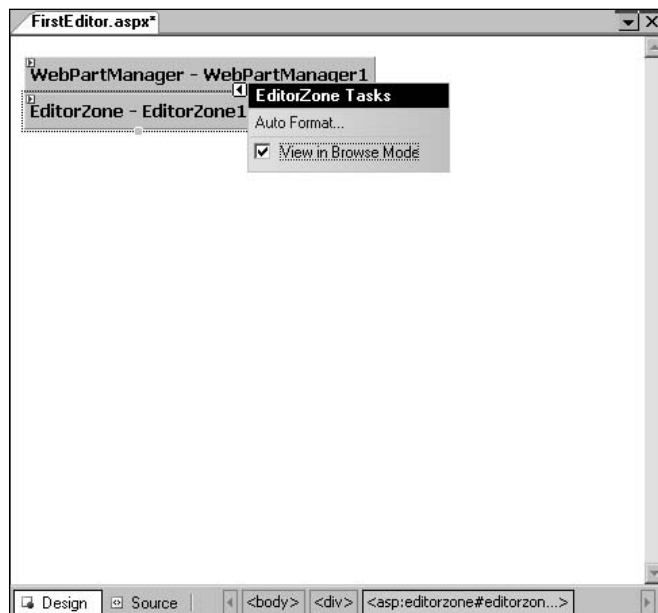 FirstEditor.aspx*
WebPartManager - WebPartManager1
EditorZone - EditorZone1
EditorZone Tasks
Auto Format...
View in Browse Mode
Design Source <body> <div> <asp:editorzone#editorzon...>